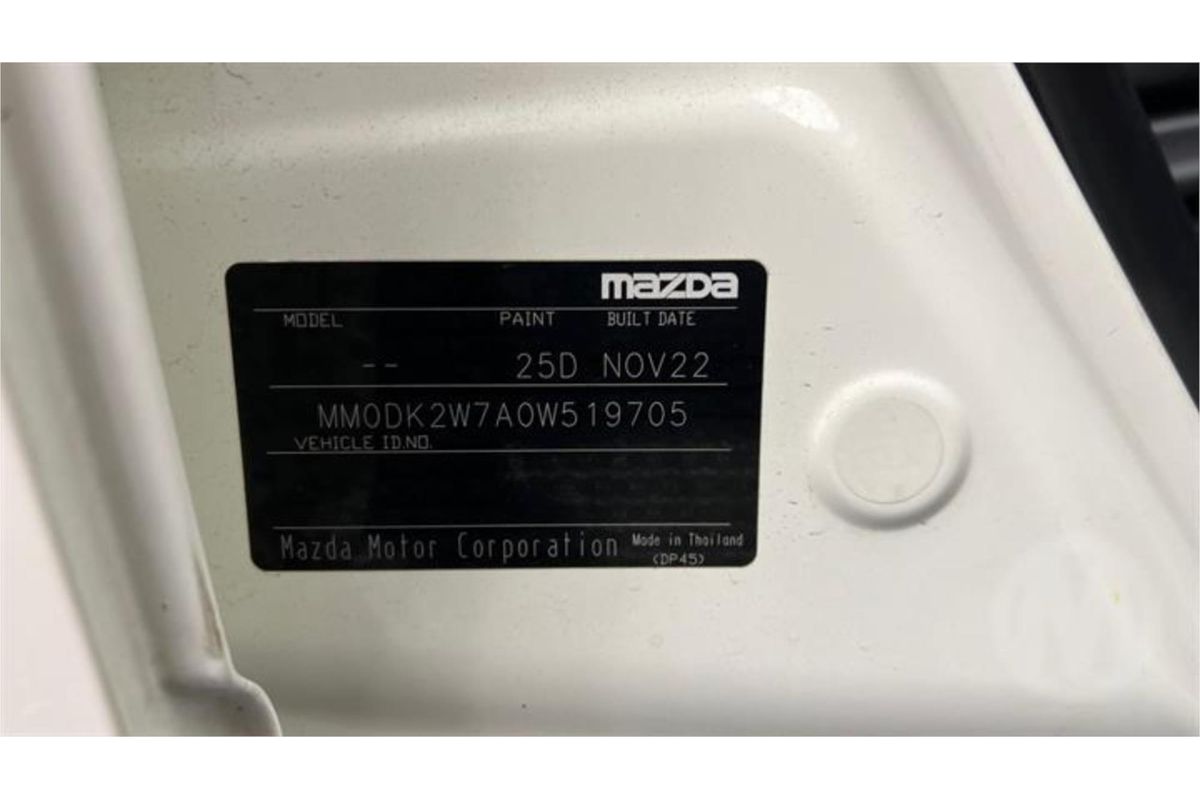 mazda
MODEL PAINT BUILT DATE
-- 25D NOV22
MM0DK2W7A0W519705
VEHICLE ID.NO.
Mazda Motor Corporation Made in Thailand
(DP45)